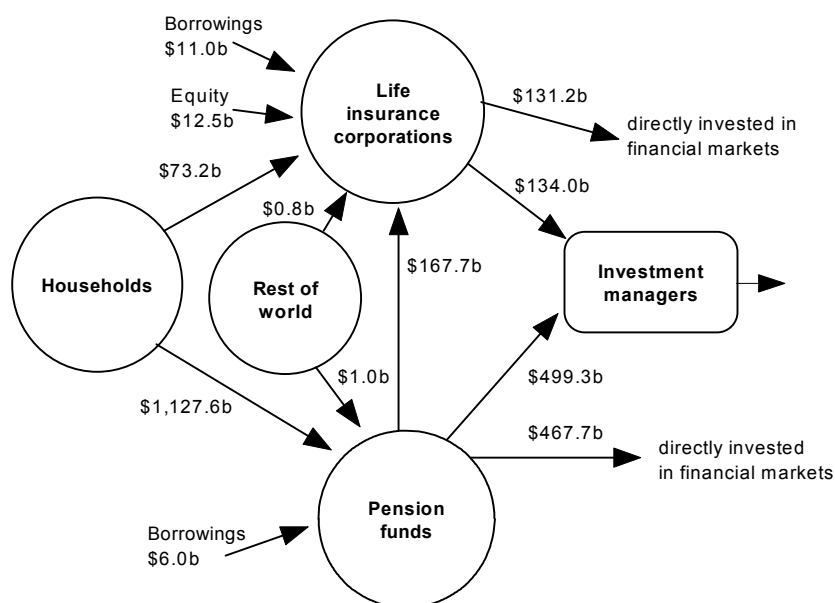 Borrowings
$11.0b
Equity
$12.5b
Life
insurance
corporations
$131.2b
directly invested in
financial markets
$73.2b
$134.0b
$0.8b
Households
Rest of
world
$167.7b
Investment
managers
$1.0b
$499.3b
$1,127.6b
$467.7b
directly invested
in financial markets
Pension
funds
Borrowings
$6.0b